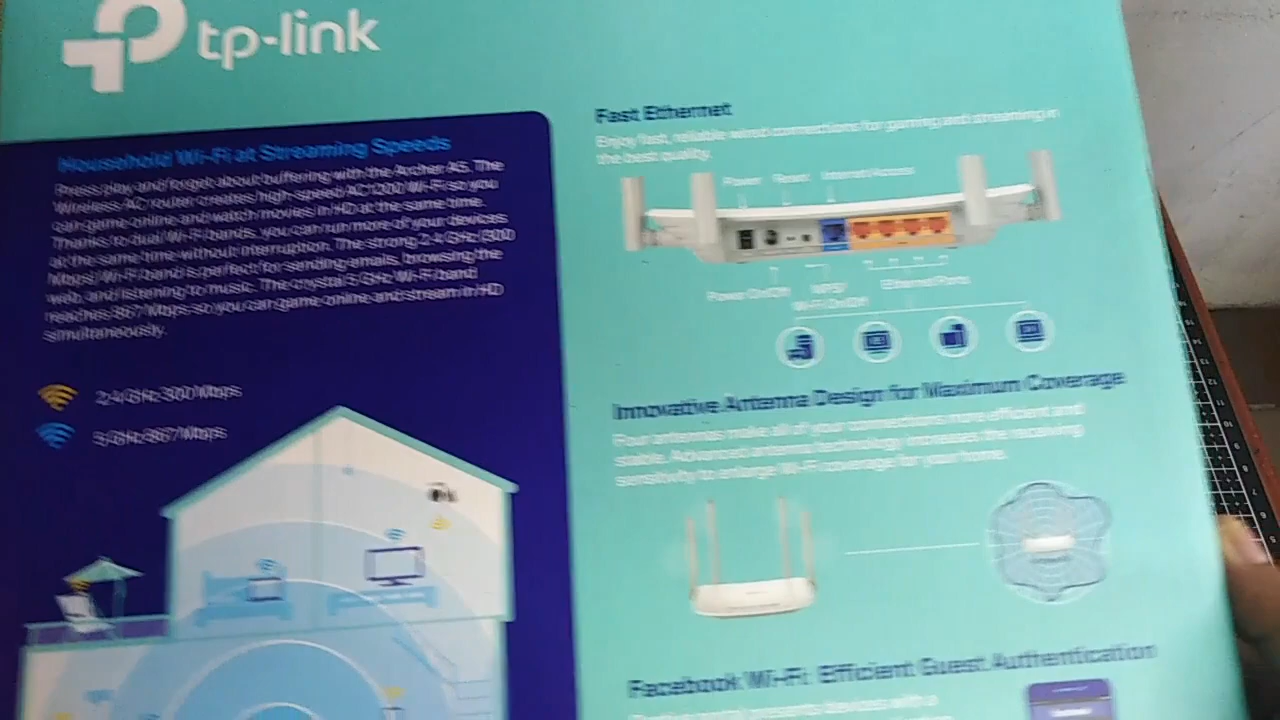 tp-link
Household Wi-Fi at Streaming Speeds
Press play and forget about buffering with the Archer A5. The
Wireless AC router creates high-speed AC1200 Wi-Fi so you
can game online and watch movies in HD at the same time.
Thanks to dual Wi-Fi bands, you can run more of your devices
at the same time without interruption. The strong 2.4 GHz (300
Mbps) Wi-Fi band is perfect for sending emails, browsing the
web, and listening to music. The crystal 5 GHz Wi-Fi band
reaches 867 Mbps so you can game online and stream in HD
simultaneously.
2.4 GHz 300 Mbps
5 GHz 867 Mbps
Fast Ethernet
Enjoy fast, reliable wired connections for gaming and streaming in
the best quality.
Power Reset Internet Access
Power On/Off WPS/ Ethernet Ports
Wi-Fi On/Off
Innovative Antenna Design for Maximum Coverage
Four antennas make all of your connections more efficient and
stable. Advanced antenna technology increases the receiving
sensitivity to enlarge Wi-Fi coverage for your home.
Facebook Wi-Fi: Efficient Guest Authentication